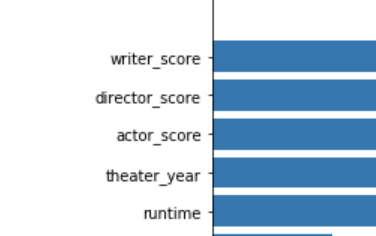 writer_score
director_score
actor_score
theater_year
runtime